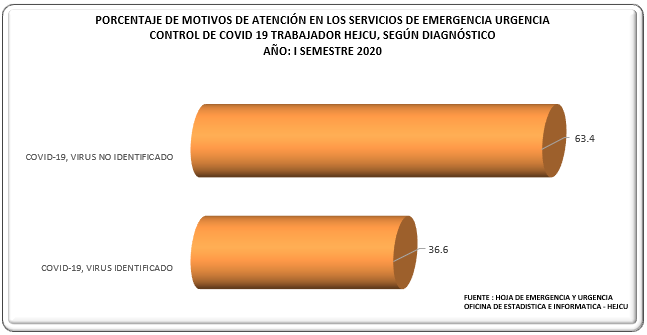 PORCENTAJE DE MOTIVOS DE ATENCIÓN EN LOS SERVICIOS DE EMERGENCIA URGENCIA
CONTROL DE COVID 19 TRABAJADOR HEJCU, SEGÚN DIAGNÓSTICO
AÑO: I SEMESTRE 2020
COVID-19, VIRUS NO IDENTIFICADO
63.4
COVID-19, VIRUS IDENTIFICADO
36.6
FUENTE : HOJA DE EMERGENCIA Y URGENCIA
OFICINA DE ESTADISTICA E INFORMATICA - HEJCU